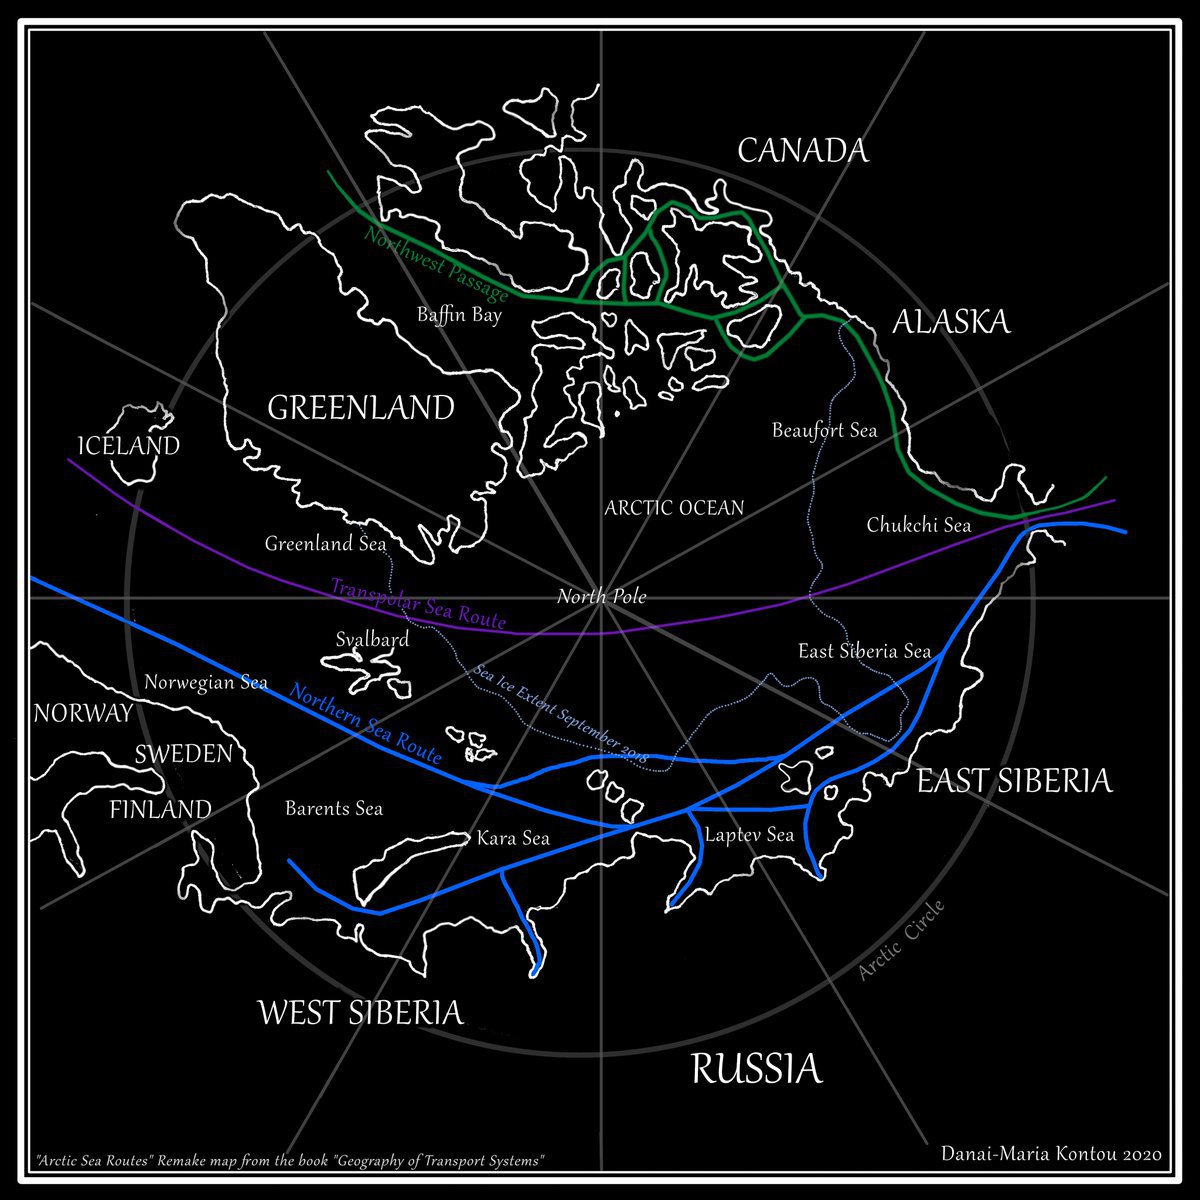 CANADA
Northwest Passage
Baffin Bay
ALASKA
GREENLAND
Beaufort Sea
ICELAND
ARCTIC OCEAN
Chukchi Sea
Greenland Sea
Transpolar Sea Route
North Pole
Svalbard
East Siberia Sea
Norwegian Sea
Sea Ice Extent September 2018
Northern Sea Route
NORWAY
SWEDEN
EAST SIBERIA
FINLAND
Barents Sea
Kara Sea
Laptev Sea
Arctic Circle
WEST SIBERIA
RUSSIA
"Arctic Sea Routes" Remake map from the book "Geography of Transport Systems"
Danai-Maria Kontou 2020